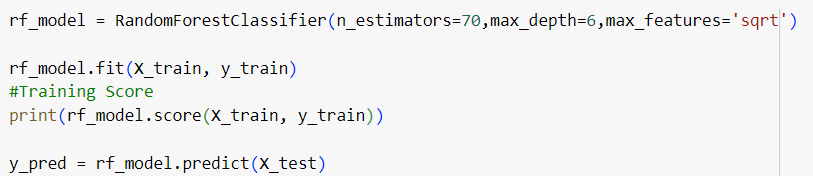 rf_model = RandomForestClassifier(n_estimators=70,max_depth=6,max_features='sqrt')
rf_model.fit(X_train, y_train)
#Training Score
print(rf_model.score(X_train, y_train))
y_pred = rf_model.predict(X_test)